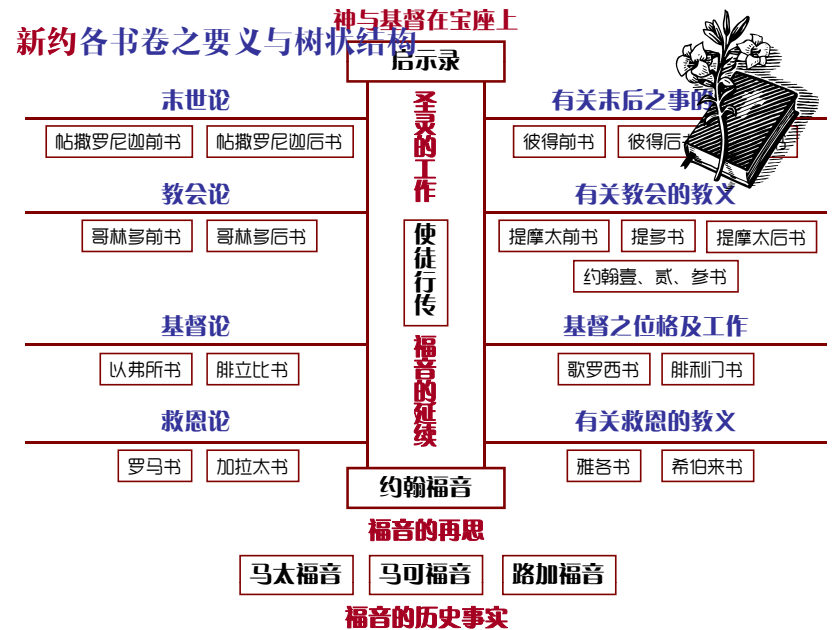 神与基督在宝座上
新约各书卷之要义与树状结构
启示录
末世论
有关末后之事的
帖撒罗尼迦前书 帖撒罗尼迦后书
彼得前书 彼得后
圣灵的工作
教会论
有关教会的教义
哥林多前书 哥林多后书
提摩太前书 提多书 提摩太后书
约翰壹、贰、参书
使徒行传
基督论
基督之位格及工作
以弗所书 腓立比书
歌罗西书 腓利门书
福音的延续
救恩论
有关救恩的教义
罗马书 加拉太书
雅各书 希伯来书
约翰福音
福音的再思
马太福音 马可福音 路加福音
福音的历史事实